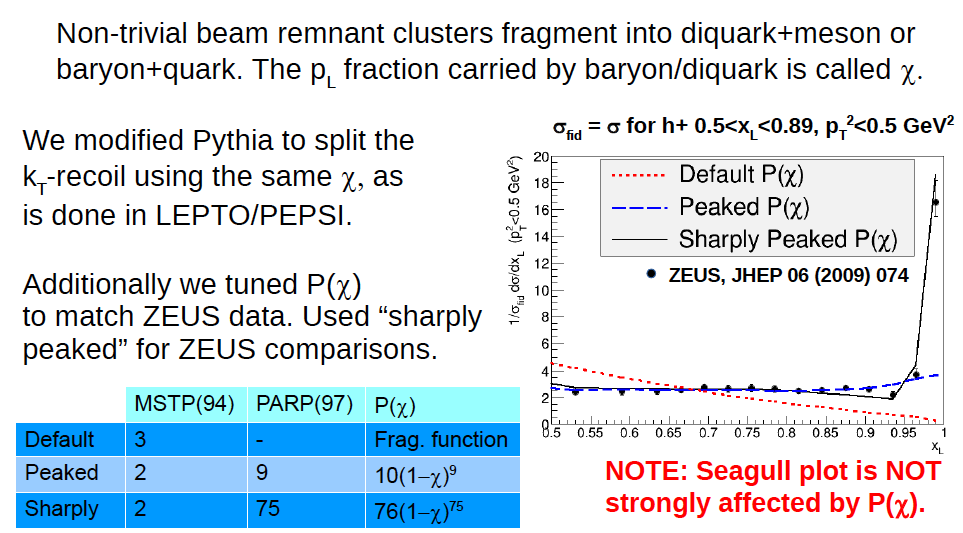 Non-trivial beam remnant clusters fragment into diquark+meson or
baryon+quark. The pL fraction carried by baryon/diquark is called χ.
We modified Pythia to split the
kT-recoil using the same χ, as
is done in LEPTO/PEPSI.
Additionally we tuned P(χ)
to match ZEUS data. Used “sharply
peaked” for ZEUS comparisons.
MSTP(94) PARP(97) P(χ)
Default 3 - Frag. function
Peaked 2 9 10(1−χ)⁹
Sharply 2 75 76(1−χ)⁷⁵
σfid = σ for h+ 0.5<xL<0.89, pT²<0.5 GeV²
1/σfid dσ/dxL (pT²<0.5 GeV²)
20
18
16
14
12
10
8
6
4
2
0
Default P(χ)
Peaked P(χ)
Sharply Peaked P(χ)
ZEUS, JHEP 06 (2009) 074
0.5 0.55 0.6 0.65 0.7 0.75 0.8 0.85 0.9 0.95 1
xL
NOTE: Seagull plot is NOT
strongly affected by P(χ).